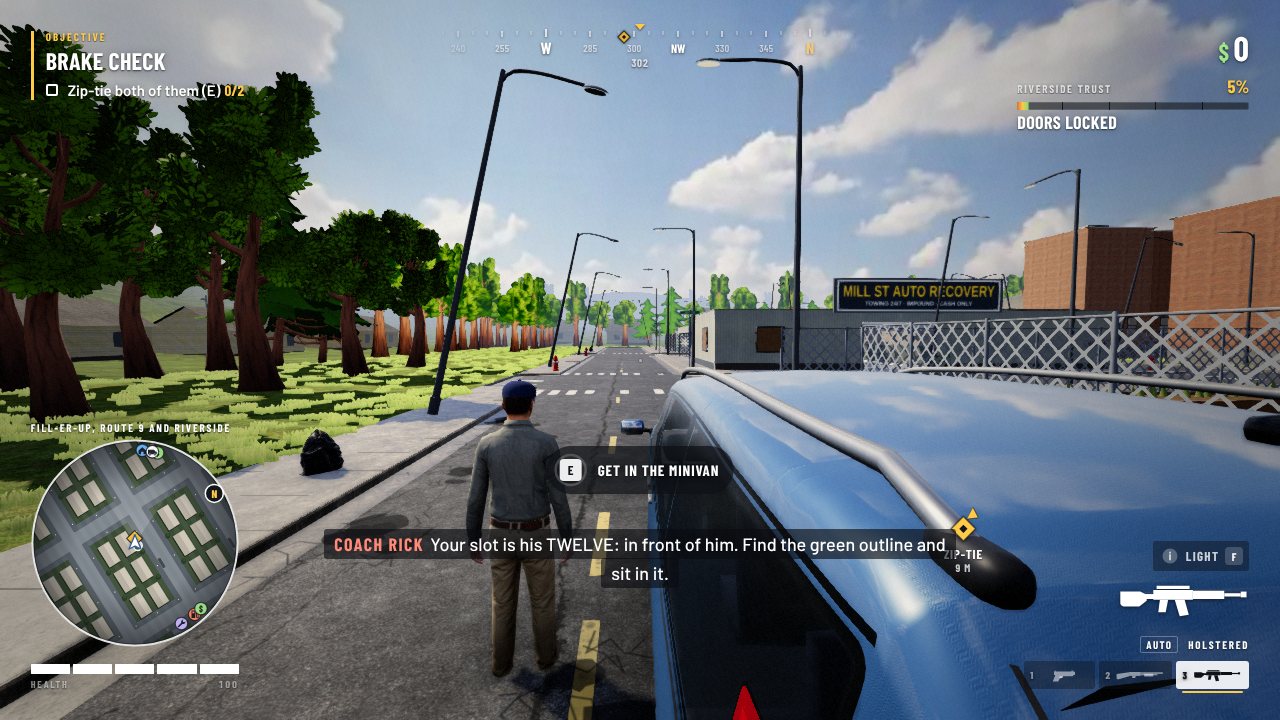 OBJECTIVE
BRAKE CHECK
Zip-tie both of them (E) 0/2
240 255 W 285 300 NW 330 345 N
302
$0
RIVERSIDE TRUST 5%
DOORS LOCKED
MILL ST AUTO RECOVERY
TOWING 24/7 IMPOUND CASH ONLY
FILL-ER-UP, ROUTE 9 AND RIVERSIDE
N
E GET IN THE MINIVAN
COACH RICK Your slot is his TWELVE: in front of him. Find the green outline and
sit in it.
ZIP-TIE
9 M
i LIGHT F
AUTO HOLSTERED
1 2 3
HEALTH 100